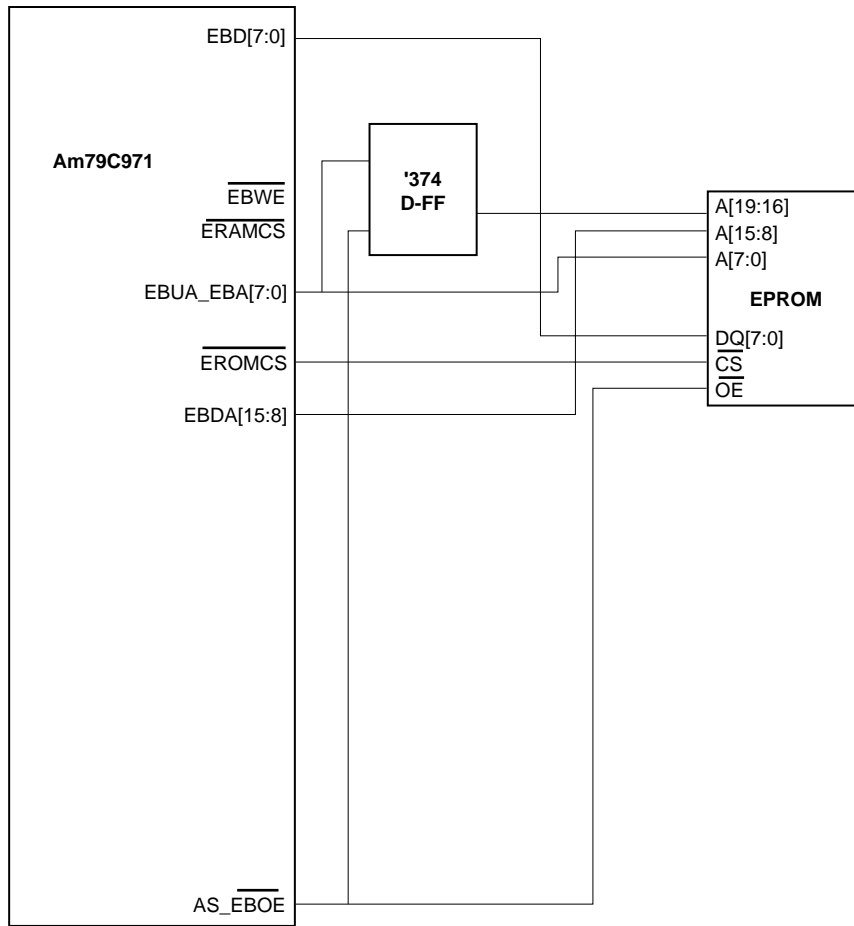 EBD[7:0]
Am79C971
'374
D-FF
EBWE
ERAMCS
EBUA_EBA[7:0]
EROMCS
EBDA[15:8]
AS_EBOE
A[19:16]
A[15:8]
A[7:0]
EPROM
DQ[7:0]
CS
OE